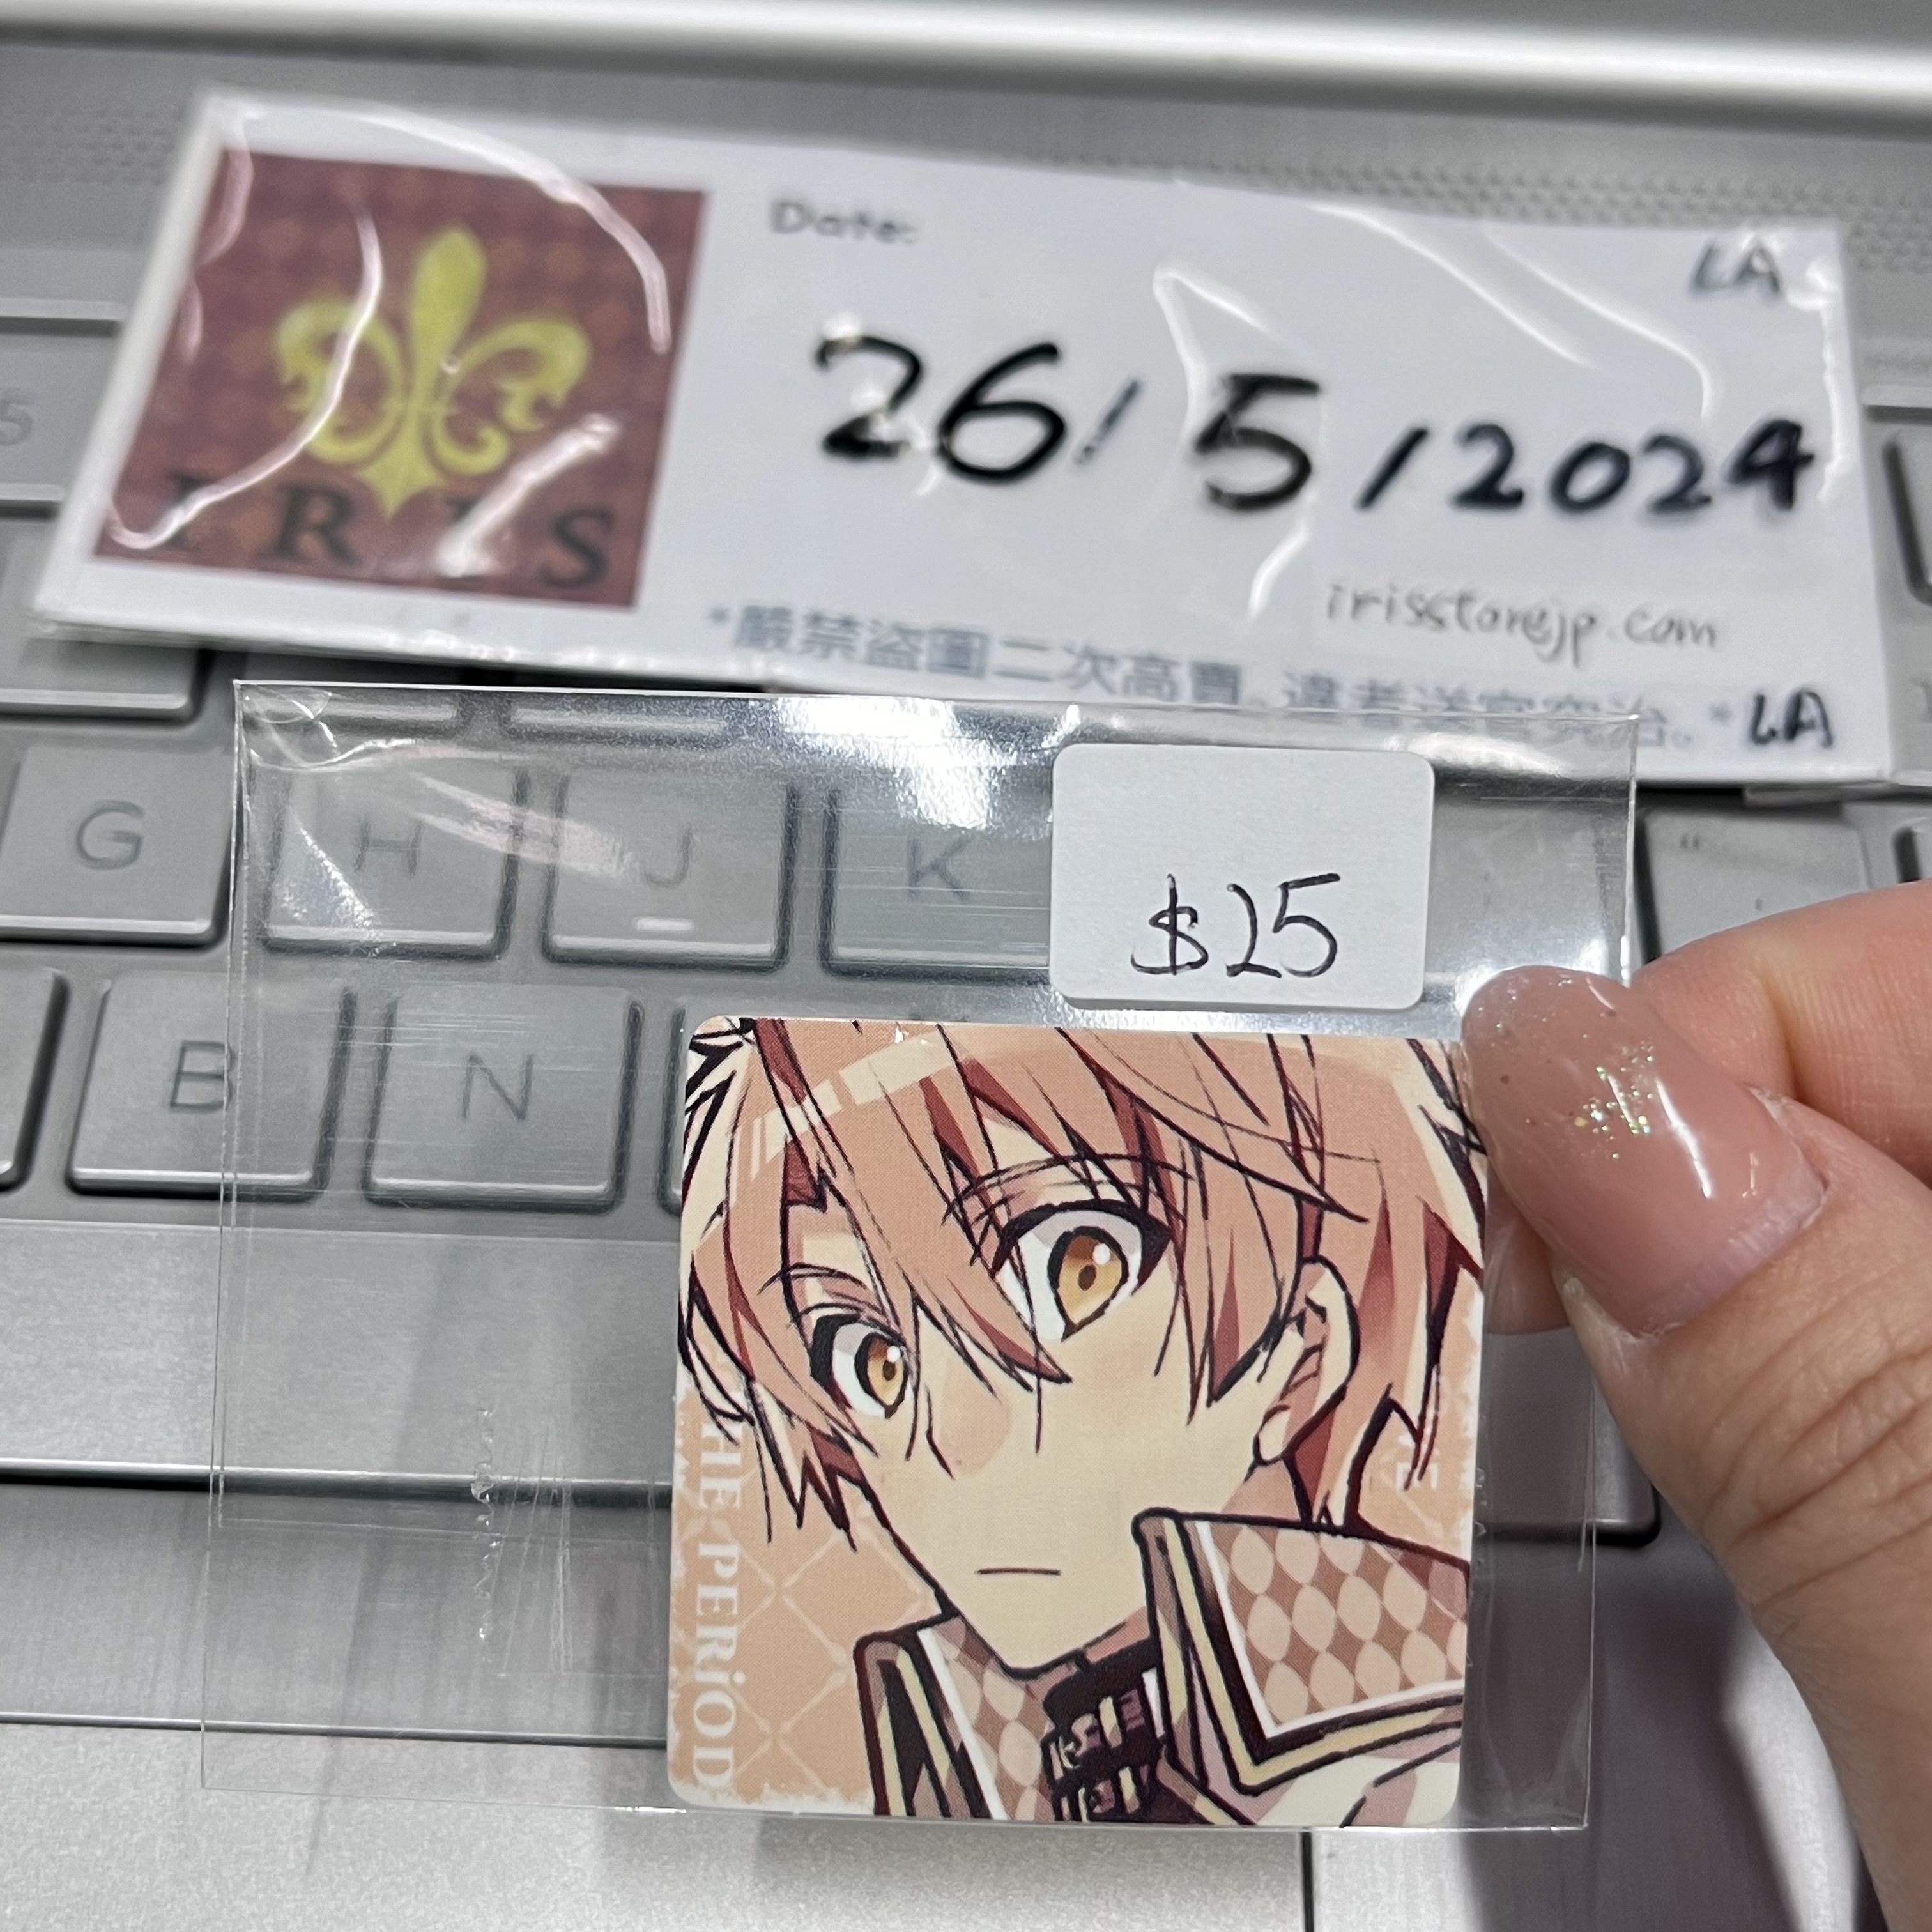 Date:
LA
26/5/2024
IRIS
irisstorejp.com
*嚴禁盜圖二次高賣。違者送官究治。* LA
$25
G
H
J
K
B
N
THE PERiOD